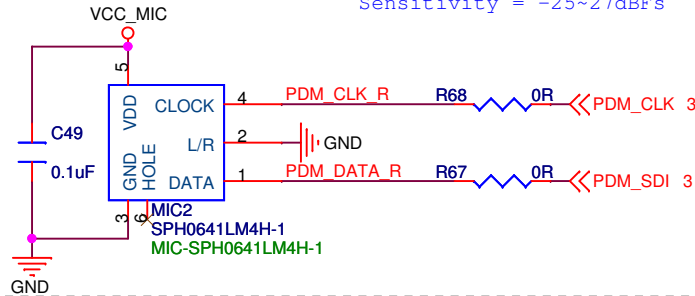 Sensitivity = -25~27dBFs
VCC_MIC
5
VDD
CLOCK
4
PDM_CLK_R
R68
0R
PDM_CLK 3
C49
0.1uF
L/R
2
GND
GND
HOLE
DATA
1
PDM_DATA_R
R67
0R
PDM_SDI 3
3
6
MIC2
SPH0641LM4H-1
MIC-SPH0641LM4H-1
GND